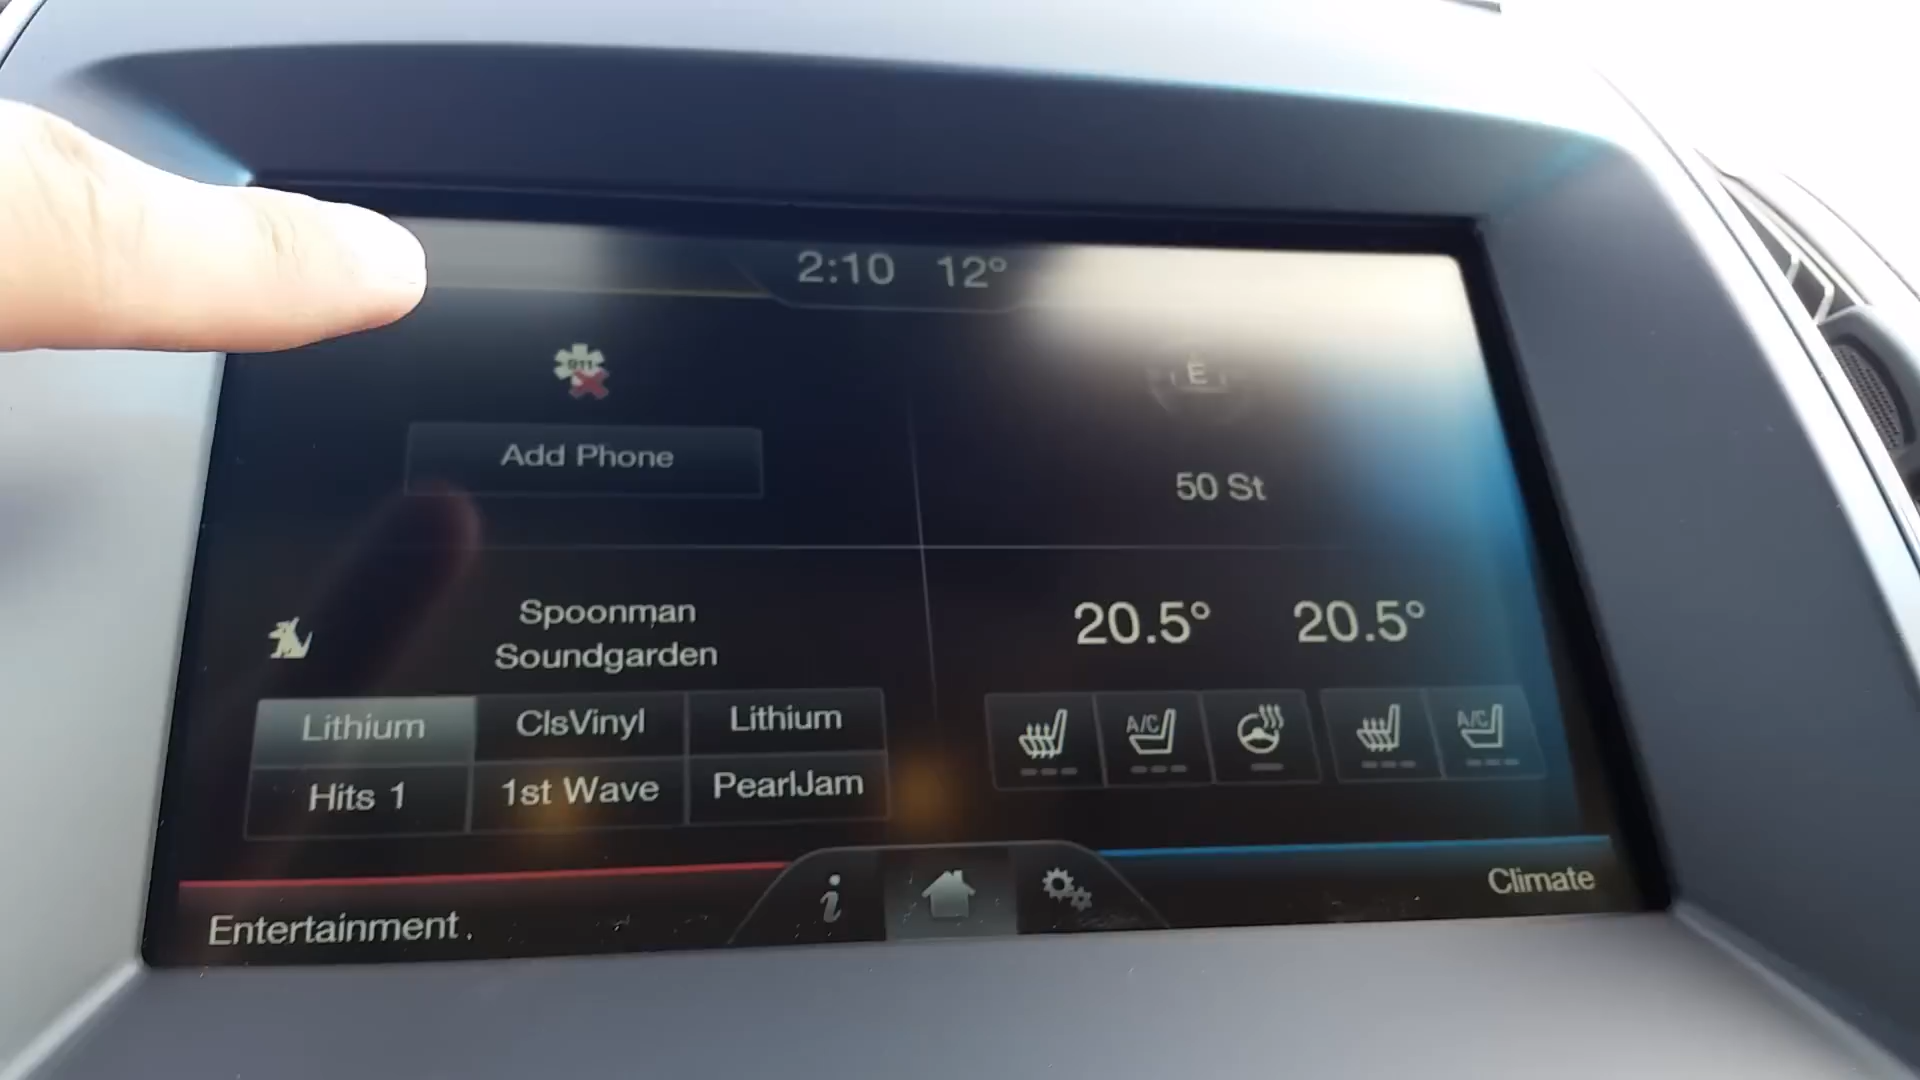 2:10 12°
911
Add Phone
E
50 St
Spoonman
Soundgarden
20.5° 20.5°
Lithium ClsVinyl Lithium
Hits 1 1st Wave PearlJam
A/C A/C
i
Entertainment
Climate